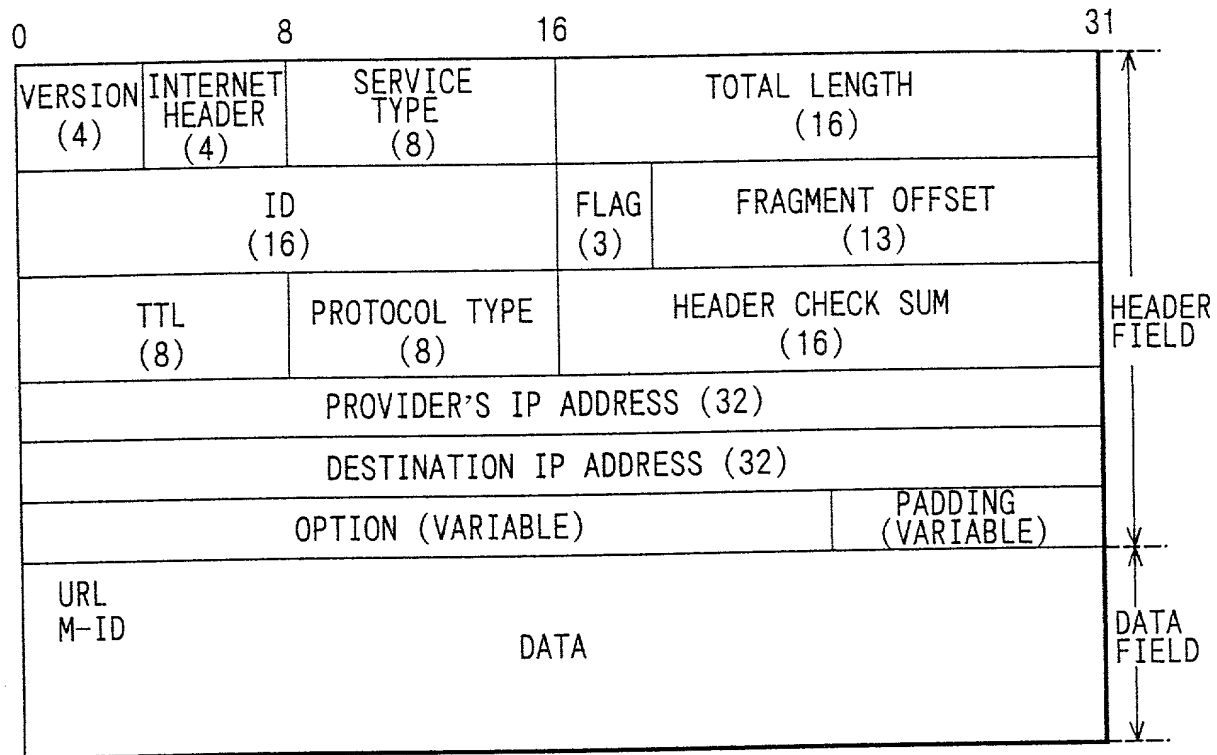 0 8 16 31
VERSION
(4)
INTERNET
HEADER
(4)
SERVICE
TYPE
(8)
TOTAL LENGTH
(16)
ID
(16)
FLAG
(3)
FRAGMENT OFFSET
(13)
TTL
(8)
PROTOCOL TYPE
(8)
HEADER CHECK SUM
(16)
HEADER
FIELD
PROVIDER'S IP ADDRESS (32)
DESTINATION IP ADDRESS (32)
OPTION (VARIABLE)
PADDING
(VARIABLE)
URL
M-ID
DATA
DATA
FIELD